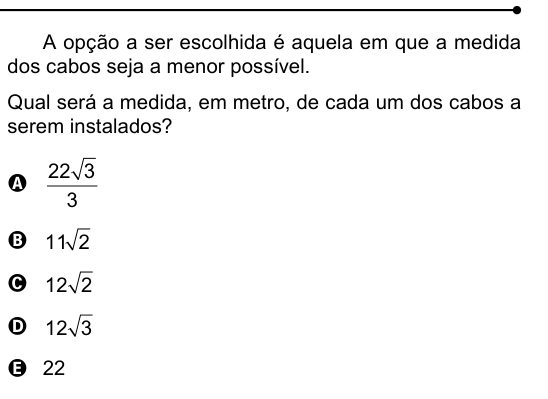 A opção a ser escolhida é aquela em que a medida
dos cabos seja a menor possível.
Qual será a medida, em metro, de cada um dos cabos a
serem instalados?
A 22√3/3
B 11√2
C 12√2
D 12√3
E 22